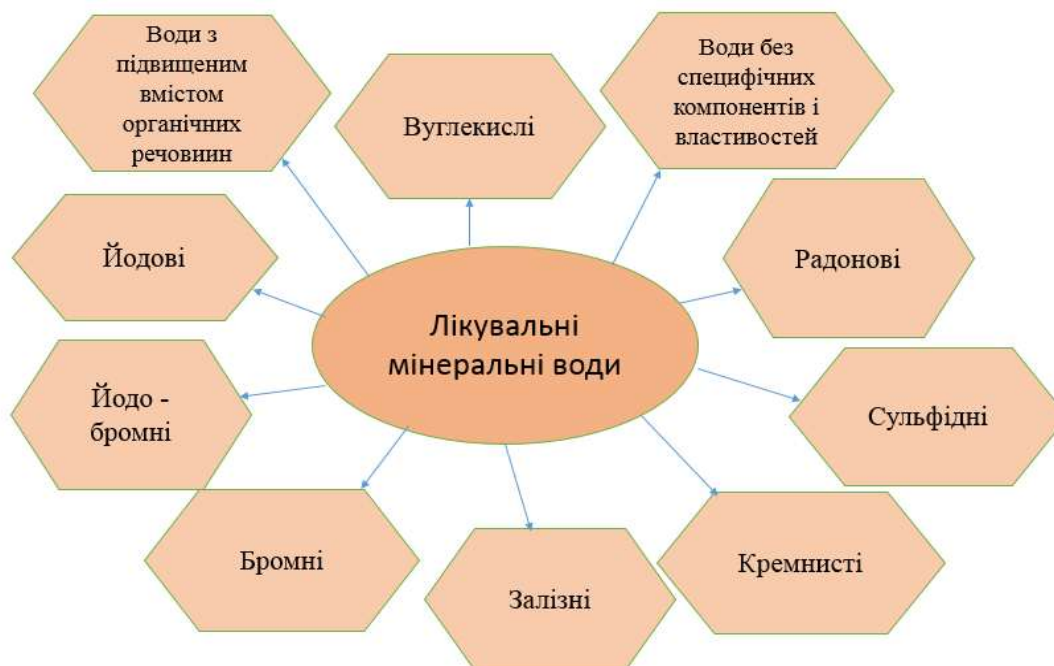 Води з
підвищеним
вмістом
органічних
речовиин
Вуглекислі
Води без
специфічних
компонентів і
властивостей
Йодові
Радонові
Лікувальні
мінеральні води
Йодо -
бромні
Сульфідні
Бромні
Залізні
Кремнисті